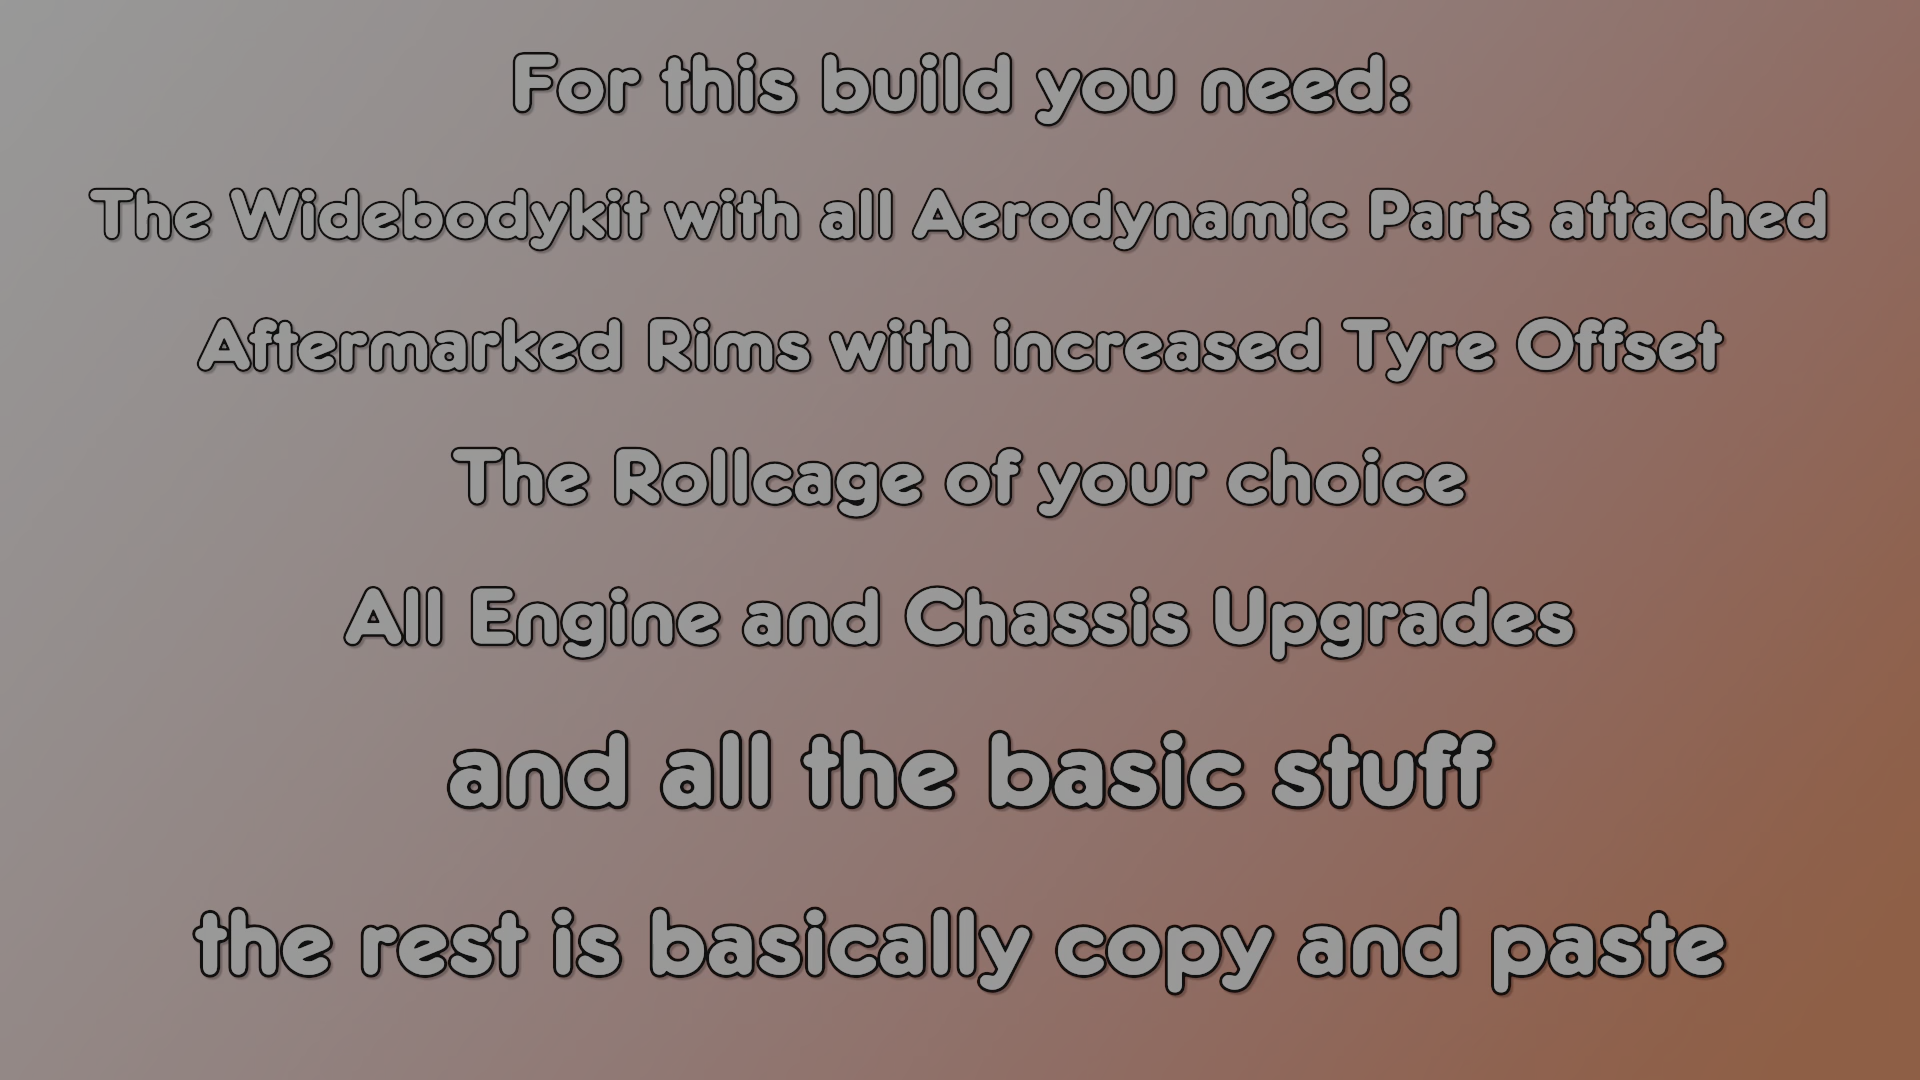 For this build you need:
The Widebodykit with all Aerodynamic Parts attached
Aftermarked Rims with increased Tyre Offset
The Rollcage of your choice
All Engine and Chassis Upgrades
and all the basic stuff
the rest is basically copy and paste